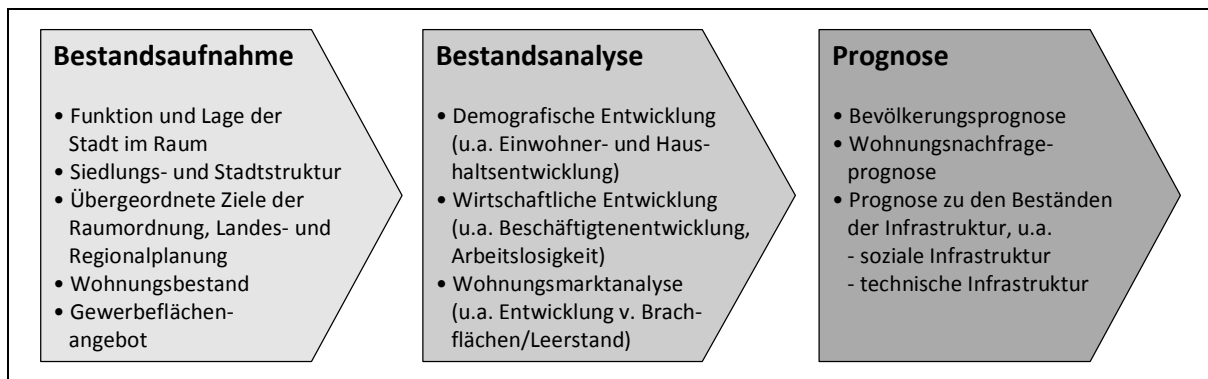 Bestandsaufnahme
• Funktion und Lage der
Stadt im Raum
• Siedlungs- und Stadtstruktur
• Übergeordnete Ziele der
Raumordnung, Landes- und
Regionalplanung
• Wohnungsbestand
• Gewerbeflächen-
angebot
Bestandsanalyse
• Demografische Entwicklung
(u.a. Einwohner- und Haus-
haltsentwicklung)
• Wirtschaftliche Entwicklung
(u.a. Beschäftigtenentwicklung,
Arbeitslosigkeit)
• Wohnungsmarktanalyse
(u.a. Entwicklung v. Brach-
flächen/Leerstand)
Prognose
• Bevölkerungsprognose
• Wohnungsnachfrage-
prognose
• Prognose zu den Beständen
der Infrastruktur, u.a.
- soziale Infrastruktur
- technische Infrastruktur